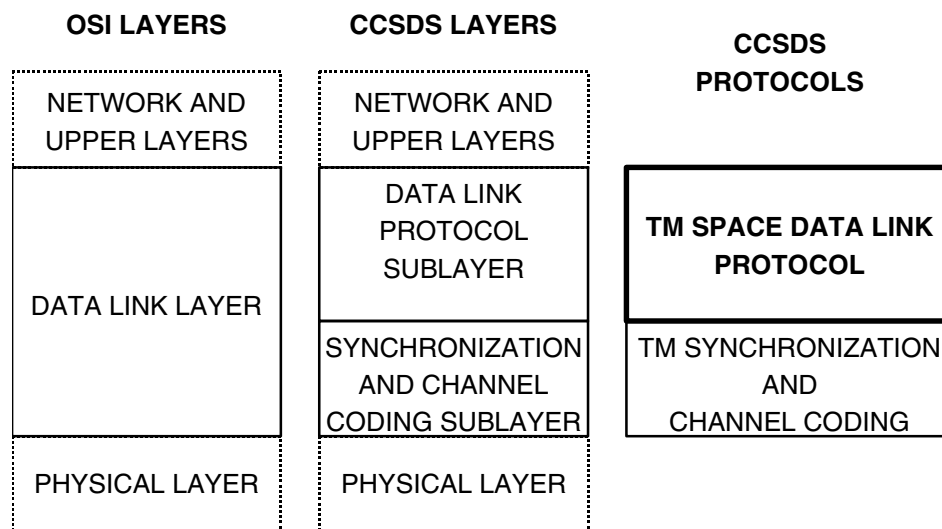 OSI LAYERS
NETWORK AND
UPPER LAYERS
DATA LINK LAYER
PHYSICAL LAYER
CCSDS LAYERS
NETWORK AND
UPPER LAYERS
DATA LINK
PROTOCOL
SUBLAYER
SYNCHRONIZATION
AND CHANNEL
CODING SUBLAYER
PHYSICAL LAYER
CCSDS
PROTOCOLS
TM SPACE DATA LINK
PROTOCOL
TM SYNCHRONIZATION
AND
CHANNEL CODING